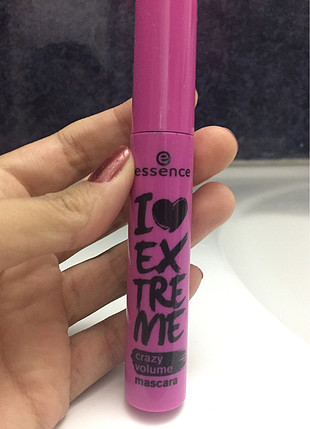 essence
I ♥
EX
TRE
ME
crazy
volume
mascara